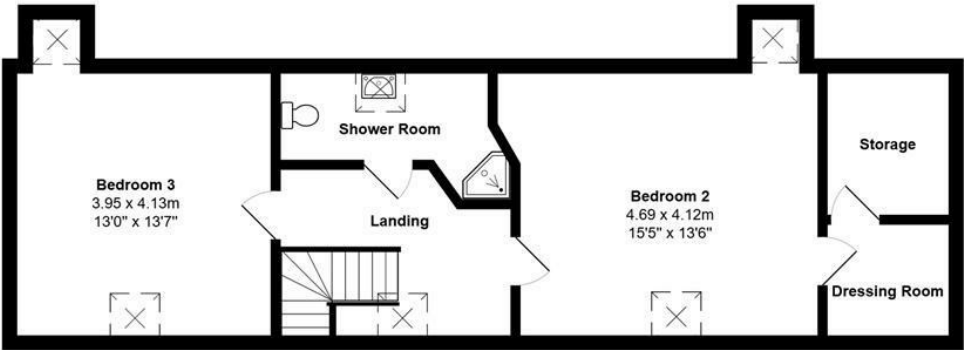 Shower Room
Storage
Bedroom 3
3.95 x 4.13m
13'0" x 13'7"
Bedroom 2
4.69 x 4.12m
15'5" x 13'6"
Landing
Dressing Room